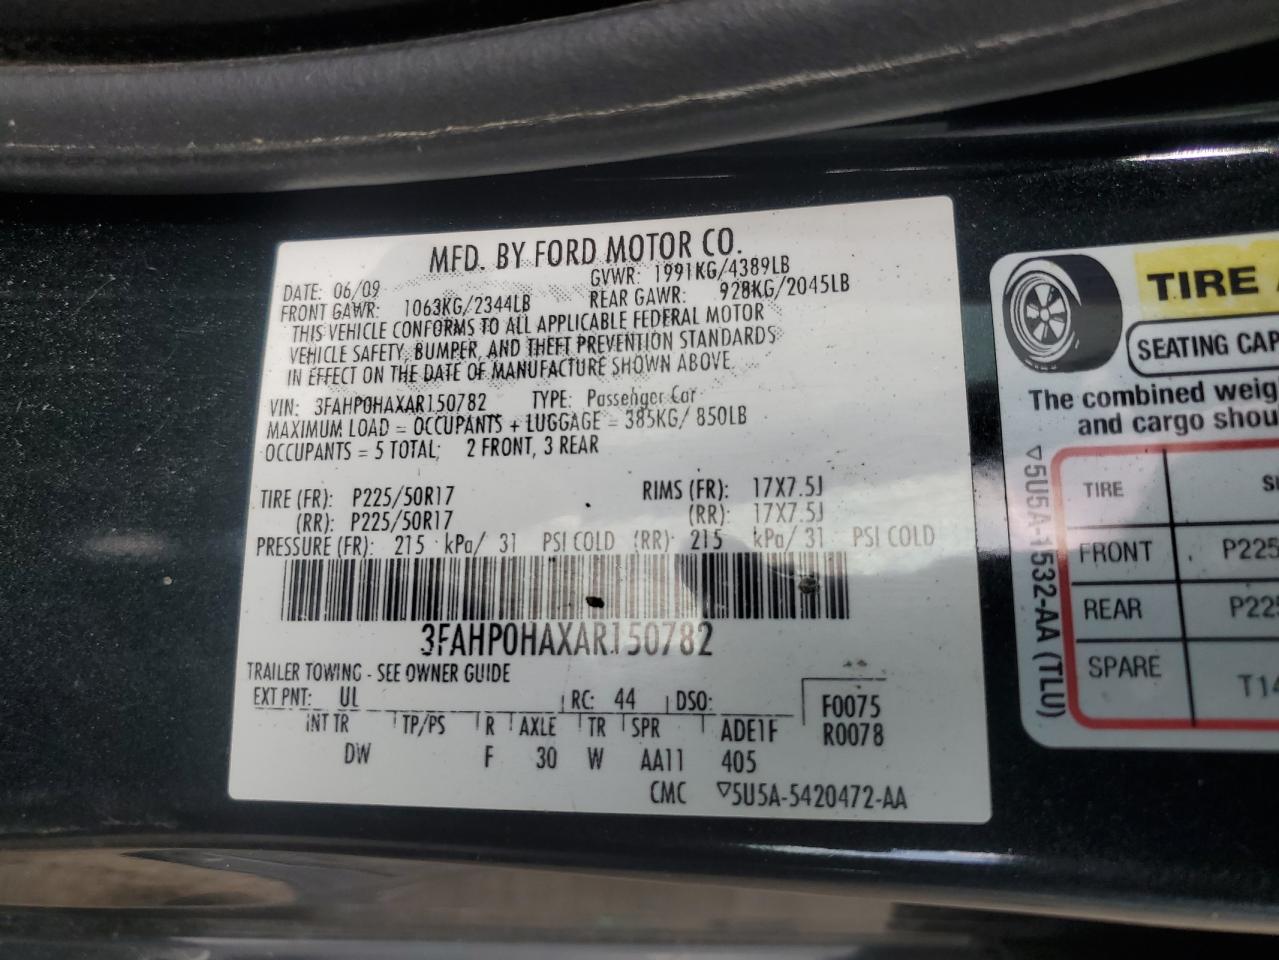 MFD. BY FORD MOTOR CO.
DATE: 06/09 GVWR: 1991KG/4389LB
FRONT GAWR: 1063KG/2344LB REAR GAWR: 928KG/2045LB
THIS VEHICLE CONFORMS TO ALL APPLICABLE FEDERAL MOTOR
VEHICLE SAFETY, BUMPER, AND THEFT PREVENTION STANDARDS
IN EFFECT ON THE DATE OF MANUFACTURE SHOWN ABOVE.
VIN: 3FAHP0HAXAR150782 TYPE: Passenger Car
MAXIMUM LOAD = OCCUPANTS + LUGGAGE = 385KG/ 850LB
OCCUPANTS = 5 TOTAL; 2 FRONT, 3 REAR
TIRE (FR): P225/50R17 RIMS (FR): 17X7.5J
(RR): P225/50R17 (RR): 17X7.5J
PRESSURE (FR): 215 kPa/ 31 PSI COLD (RR): 215 kPa/ 31 PSI COLD
3FAHP0HAXAR150782
TRAILER TOWING - SEE OWNER GUIDE
EXT PNT: UL RC: 44 DSO: F0075
INT TR TP/PS R AXLE TR SPR ADE1F R0078
DW F 30 W AA11 405
CMC ▽5U5A-5420472-AA
TIRE
SEATING CAP
The combined weig
and cargo shou
▽5U5A-1532-AA (TLU)
TIRE SI
FRONT P225
REAR P225
SPARE T14